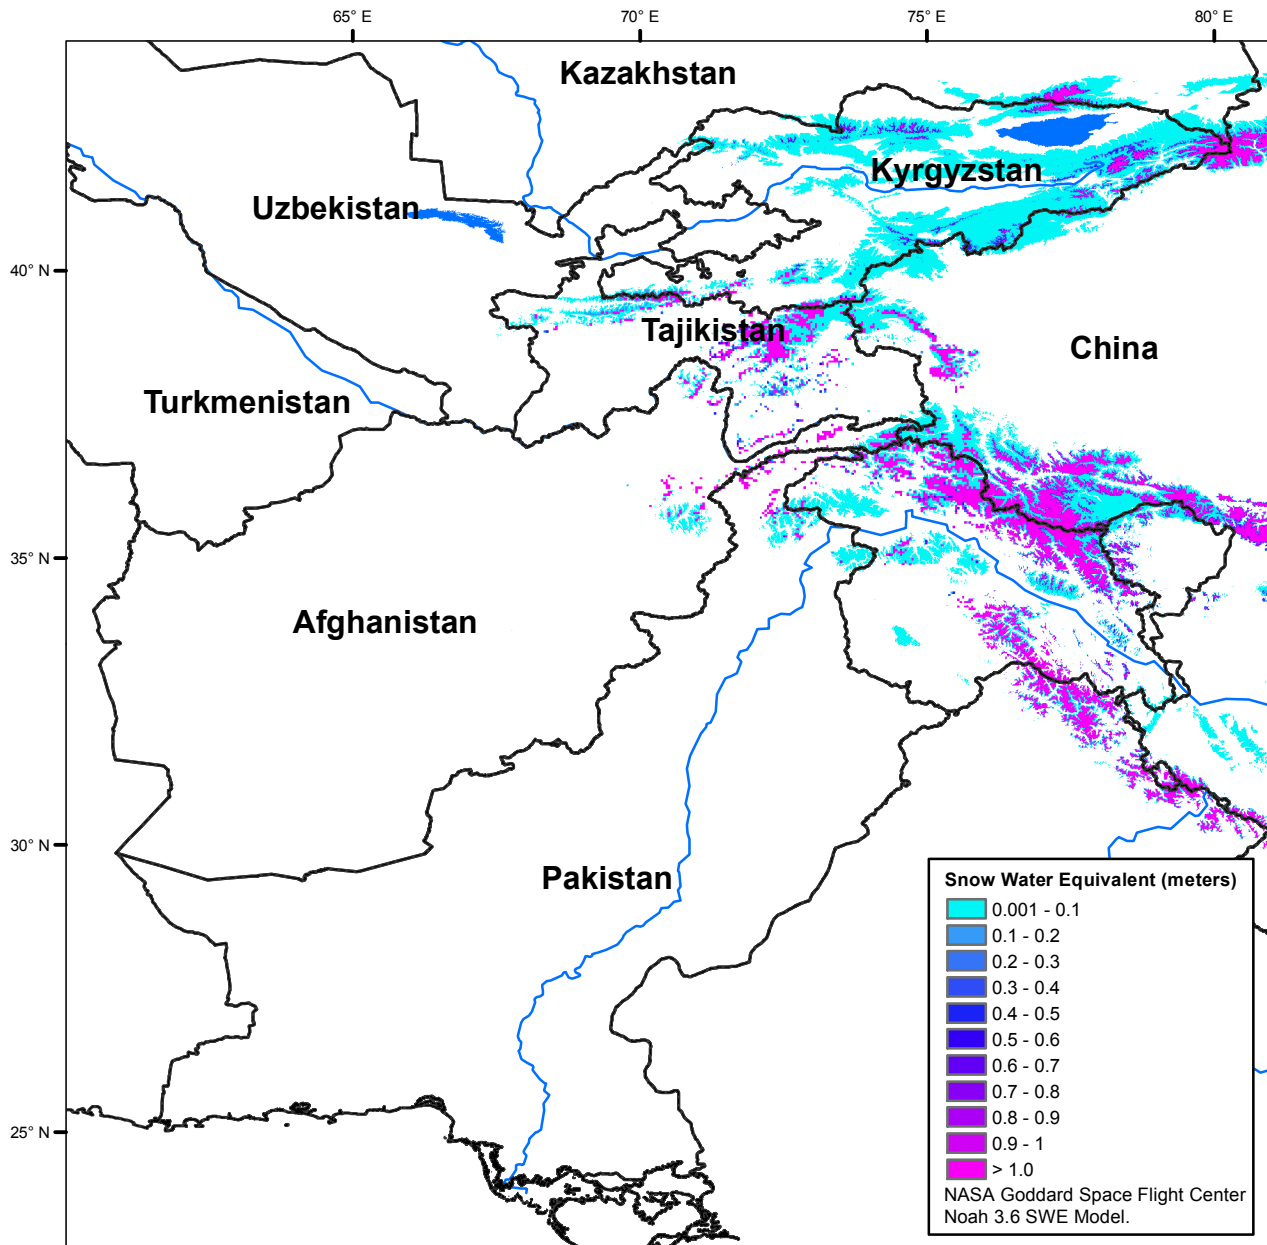 65° E
70° E
75° E
80° E
Kazakhstan
Kyrgyzstan
Uzbekistan
40° N
Tajikistan
China
Turkmenistan
35° N
Afghanistan
30° N
Pakistan
25° N
Snow Water Equivalent (meters)
0.001 - 0.1
0.1 - 0.2
0.2 - 0.3
0.3 - 0.4
0.4 - 0.5
0.5 - 0.6
0.6 - 0.7
0.7 - 0.8
0.8 - 0.9
0.9 - 1
> 1.0
NASA Goddard Space Flight Center
Noah 3.6 SWE Model.